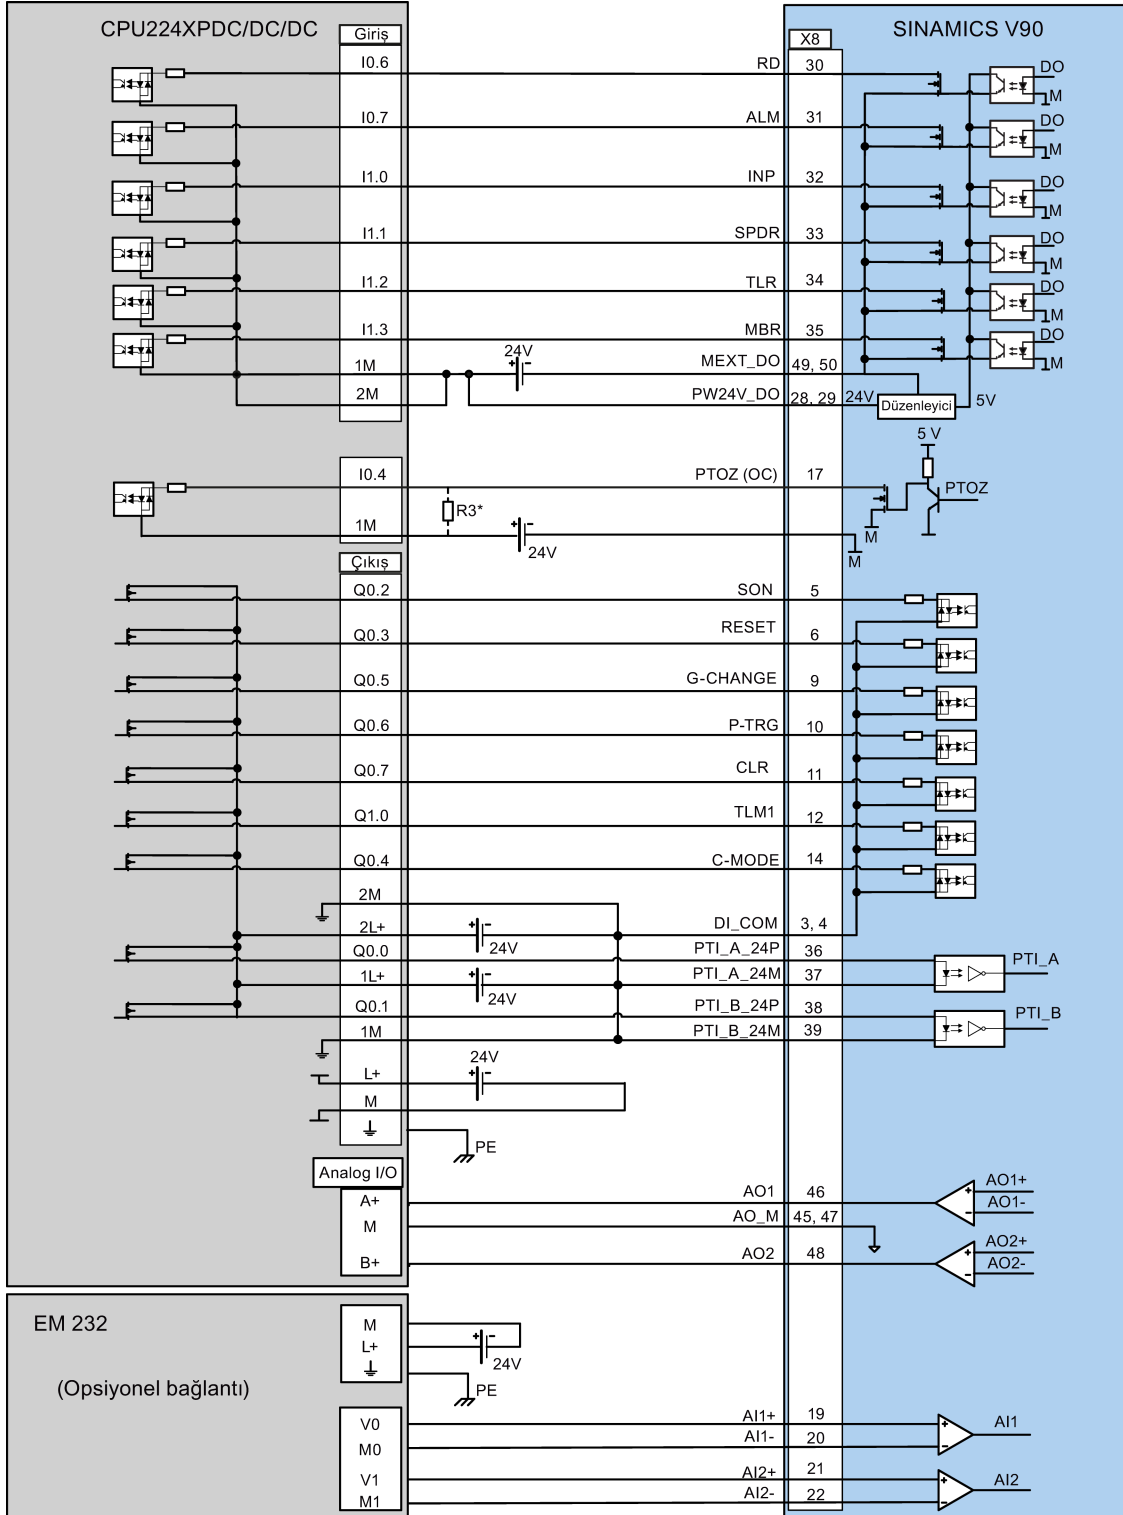 CPU224XPDC/DC/DC Giriş X8 SINAMICS V90
I0.6 RD 30 DO
M
I0.7 ALM 31 DO
M
I1.0 INP 32 DO
M
I1.1 SPDR 33 DO
M
I1.2 TLR 34 DO
M
I1.3 MBR 35 DO
24V
1M MEXT_DO 49, 50 M
2M PW24V_DO 28, 29 24V Düzenleyici 5V
5 V
I0.4 PTOZ (OC) 17 PTOZ
R3*
1M M
24V M
Çıkış
Q0.2 SON 5
Q0.3 RESET 6
Q0.5 G-CHANGE 9
Q0.6 P-TRG 10
Q0.7 CLR 11
Q1.0 TLM1 12
Q0.4 C-MODE 14
2M
2L+ DI_COM 3, 4
24V
Q0.0 PTI_A_24P 36 PTI_A
1L+ PTI_A_24M 37
24V
Q0.1 PTI_B_24P 38 PTI_B
1M PTI_B_24M 39
24V
L+
M
PE
Analog I/O
A+ AO1 46 AO1+
AO1-
M AO_M 45, 47
AO2+
B+ AO2 48 AO2-
EM 232
M
L+
24V
PE
(Opsiyonel bağlantı)
V0 AI1+ 19 AI1
M0 AI1- 20
V1 AI2+ 21 AI2
M1 AI2- 22